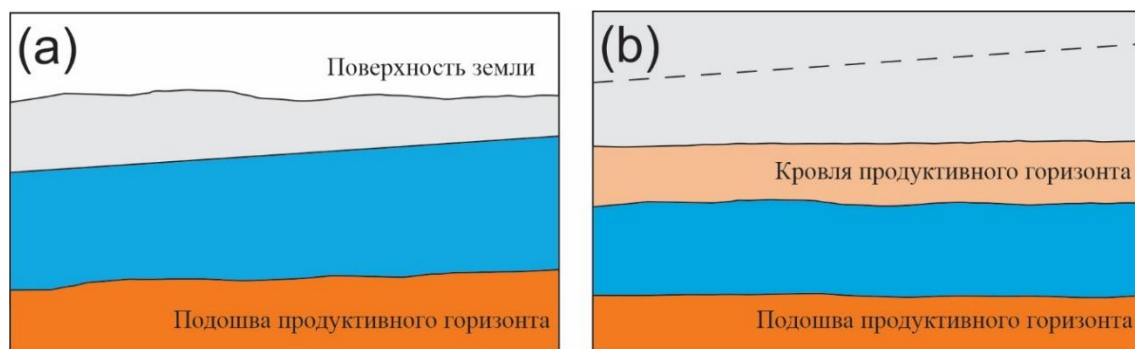 (a)
Поверхность земли
Подошва продуктивного горизонта
(b)
Кровля продуктивного горизонта
Подошва продуктивного горизонта